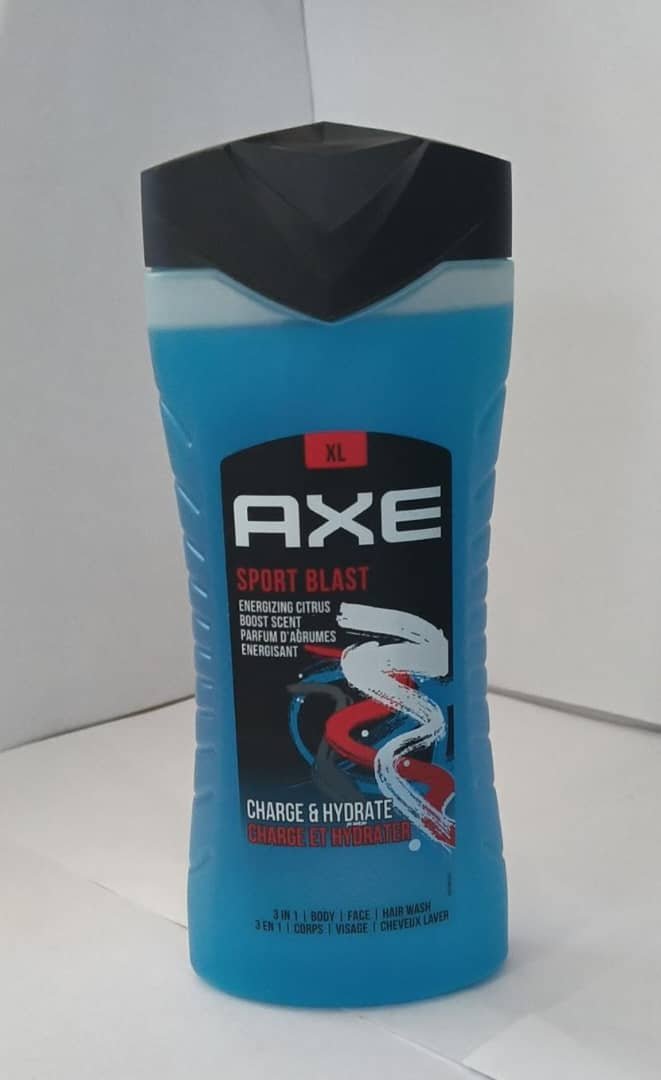 XL
AXE
SPORT BLAST
ENERGIZING CITRUS
BOOST SCENT
PARFUM D'AGRUMES
ENERGISANT
CHARGE & HYDRATE
CHARGE ET HYDRATER
3 IN 1 | BODY | FACE | HAIR WASH
3 EN 1 | CORPS | VISAGE | CHEVEUX LAVER